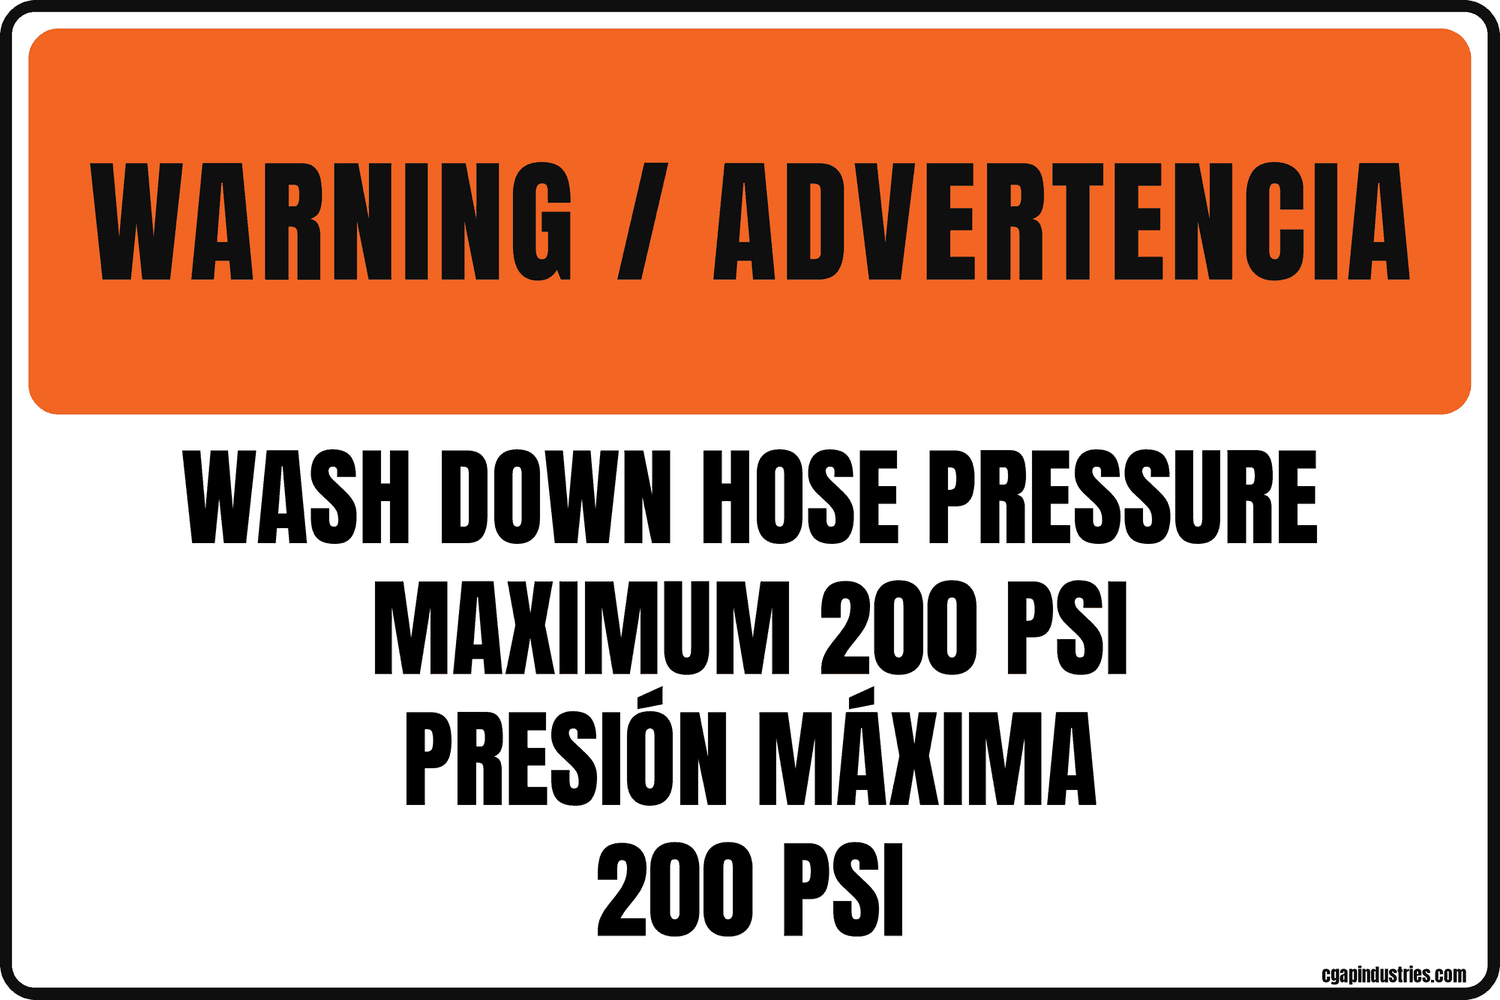 WARNING / ADVERTENCIA
WASH DOWN HOSE PRESSURE
MAXIMUM 200 PSI
PRESIÓN MÁXIMA
200 PSI
cgapindustries.com